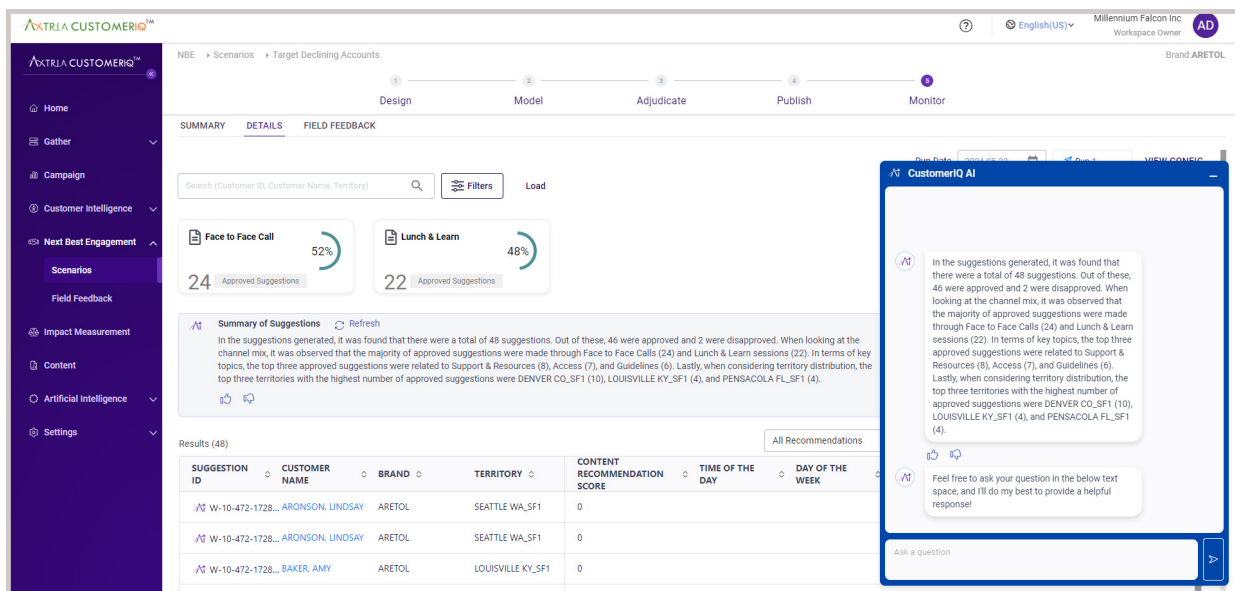 AXTRIA CUSTOMERIQ™
English(US)
Millennium Falcon Inc
Workspace Owner
AD
AXTRIA CUSTOMERIQ™
Home
Gather
Campaign
Customer Intelligence
Next Best Engagement
Scenarios
Field Feedback
Impact Measurement
Content
Artificial Intelligence
Settings
NBE
Scenarios
Target Declining Accounts
Brand:ARETOL
1
2
3
4
5
Design
Model
Adjudicate
Publish
Monitor
SUMMARY
DETAILS
FIELD FEEDBACK
Search (Customer ID, Customer Name, Territory)
Filters
Load
Face to Face Call
52%
24
Approved Suggestions
Lunch & Learn
48%
22
Approved Suggestions
Summary of Suggestions
Refresh
In the suggestions generated, it was found that there were a total of 48 suggestions. Out of these, 46 were approved and 2 were disapproved. When looking at the
channel mix, it was observed that the majority of approved suggestions were made through Face to Face Calls (24) and Lunch & Learn sessions (22). In terms of key
topics, the top three approved suggestions were related to Support & Resources (8), Access (7), and Guidelines (6). Lastly, when considering territory distribution, the
top three territories with the highest number of approved suggestions were DENVER CO_SF1 (10), LOUISVILLE KY_SF1 (4), and PENSACOLA FL_SF1 (4).
Results (48)
All Recommendations
SUGGESTION ID
CUSTOMER NAME
BRAND
TERRITORY
CONTENT RECOMMENDATION SCORE
TIME OF THE DAY
DAY OF THE WEEK
W-10-472-1728... ARONSON, LINDSAY ARETOL SEATTLE WA_SF1 0
W-10-472-1728... ARONSON, LINDSAY ARETOL SEATTLE WA_SF1 0
W-10-472-1728... BAKER, AMY ARETOL LOUISVILLE KY_SF1 0
CustomerIQ AI
In the suggestions generated, it was found that
there were a total of 48 suggestions. Out of these,
46 were approved and 2 were disapproved. When
looking at the channel mix, it was observed that
the majority of approved suggestions were made
through Face to Face Calls (24) and Lunch & Learn
sessions (22). In terms of key topics, the top three
approved suggestions were related to Support &
Resources (8), Access (7), and Guidelines (6).
Lastly, when considering territory distribution, the
top three territories with the highest number of
approved suggestions were DENVER CO_SF1 (10),
LOUISVILLE KY_SF1 (4), and PENSACOLA FL_SF1
(4).
Feel free to ask your question in the below text
space, and I'll do my best to provide a helpful
response!
Ask a question